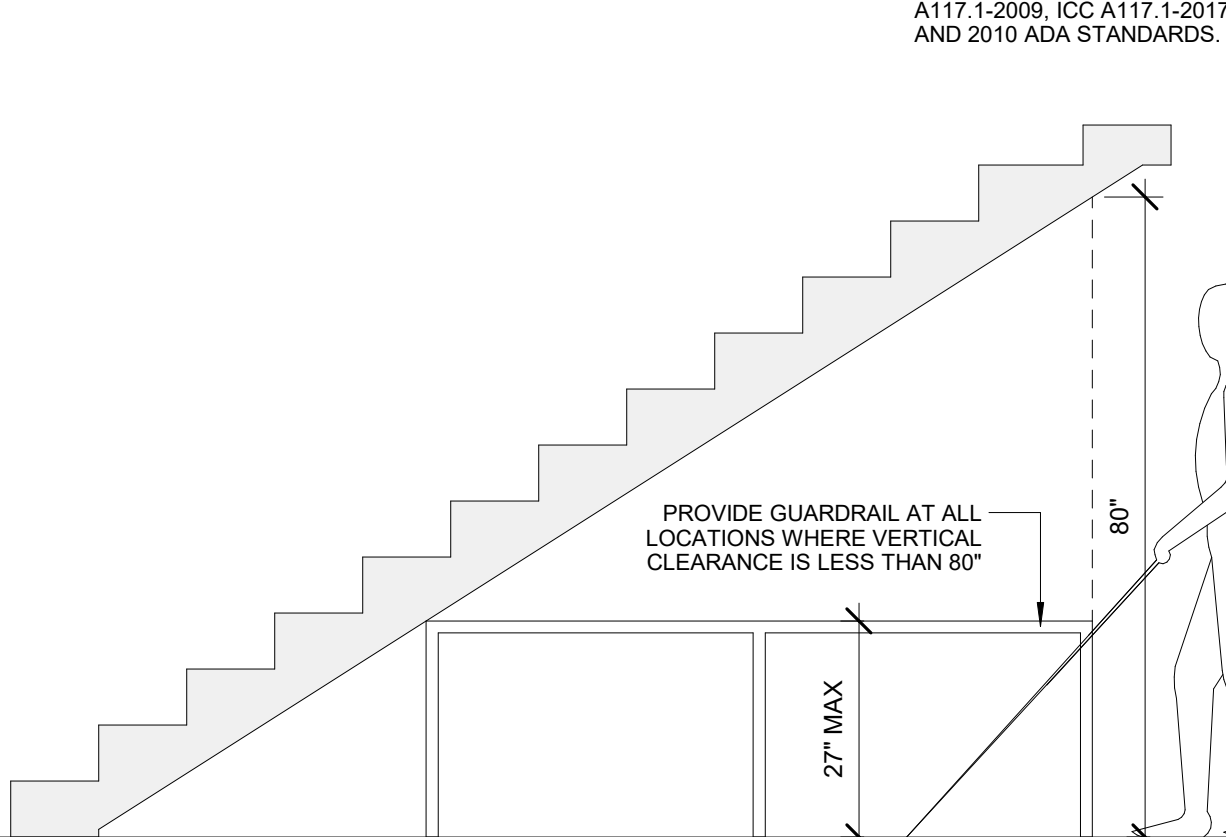 A117.1-2009, ICC A117.1-2017
AND 2010 ADA STANDARDS.
PROVIDE GUARDRAIL AT ALL
LOCATIONS WHERE VERTICAL
CLEARANCE IS LESS THAN 80"
80"
27" MAX